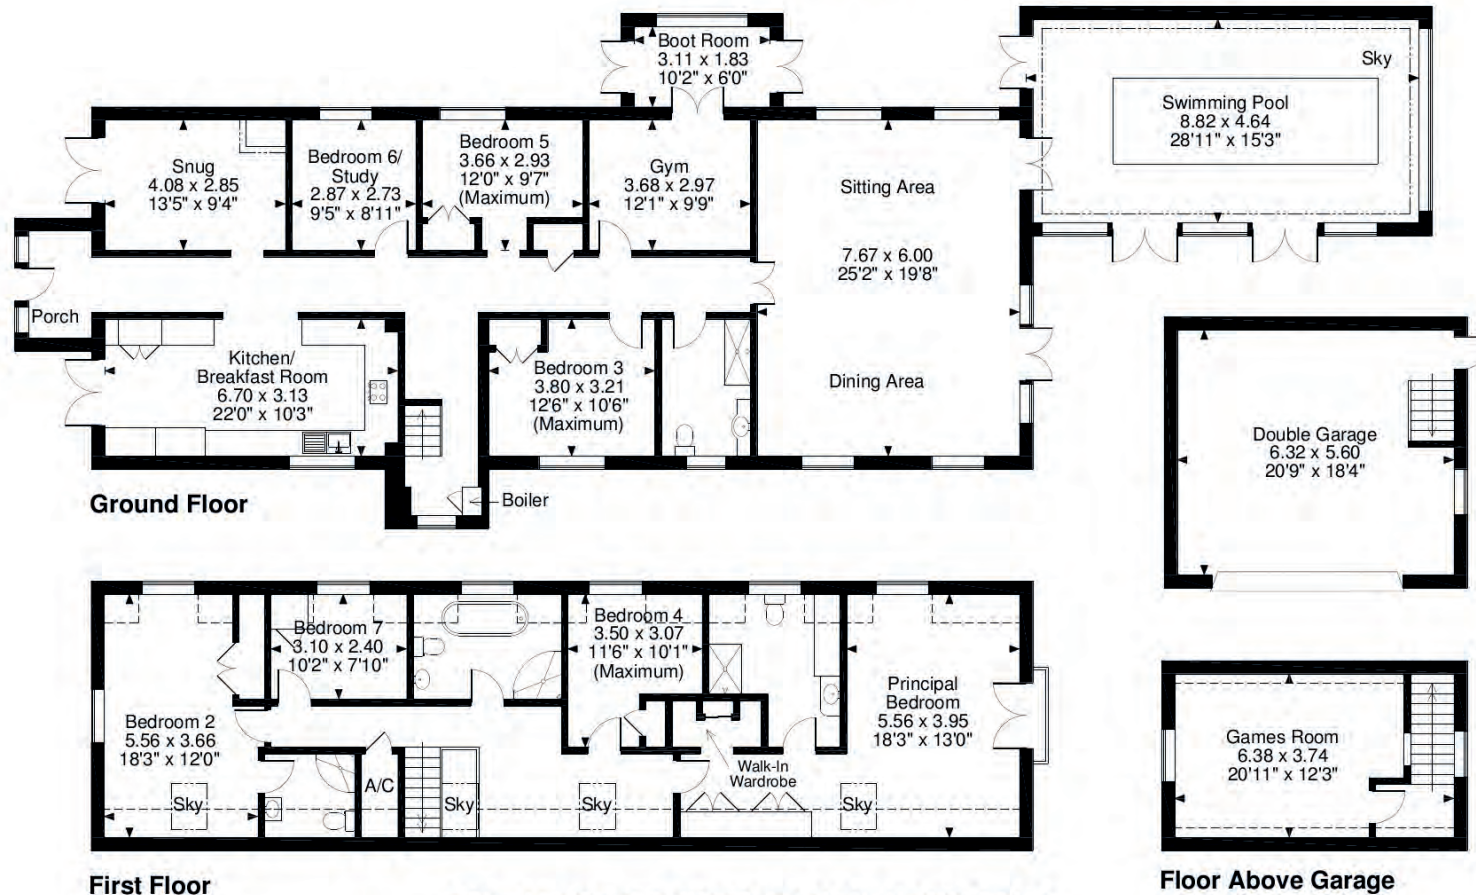 Boot Room
3.11 x 1.83
10'2" x 6'0"
Sky
Swimming Pool
8.82 x 4.64
28'11" x 15'3"
Snug
4.08 x 2.85
13'5" x 9'4"
Bedroom 6/
Study
2.87 x 2.73
9'5" x 8'11"
Bedroom 5
3.66 x 2.93
12'0" x 9'7"
(Maximum)
Gym
3.68 x 2.97
12'1" x 9'9"
Sitting Area
7.67 x 6.00
25'2" x 19'8"
Dining Area
Porch
Kitchen/
Breakfast Room
6.70 x 3.13
22'0" x 10'3"
Bedroom 3
3.80 x 3.21
12'6" x 10'6"
(Maximum)
Boiler
Ground Floor
Double Garage
6.32 x 5.60
20'9" x 18'4"
Bedroom 2
5.56 x 3.66
18'3" x 12'0"
Sky
Bedroom 7
3.10 x 2.40
10'2" x 7'10"
A/C
Sky
Bedroom 4
3.50 x 3.07
11'6" x 10'1"
(Maximum)
Sky
Walk-In
Wardrobe
Principal
Bedroom
5.56 x 3.95
18'3" x 13'0"
Sky
First Floor
Games Room
6.38 x 3.74
20'11" x 12'3"
Floor Above Garage